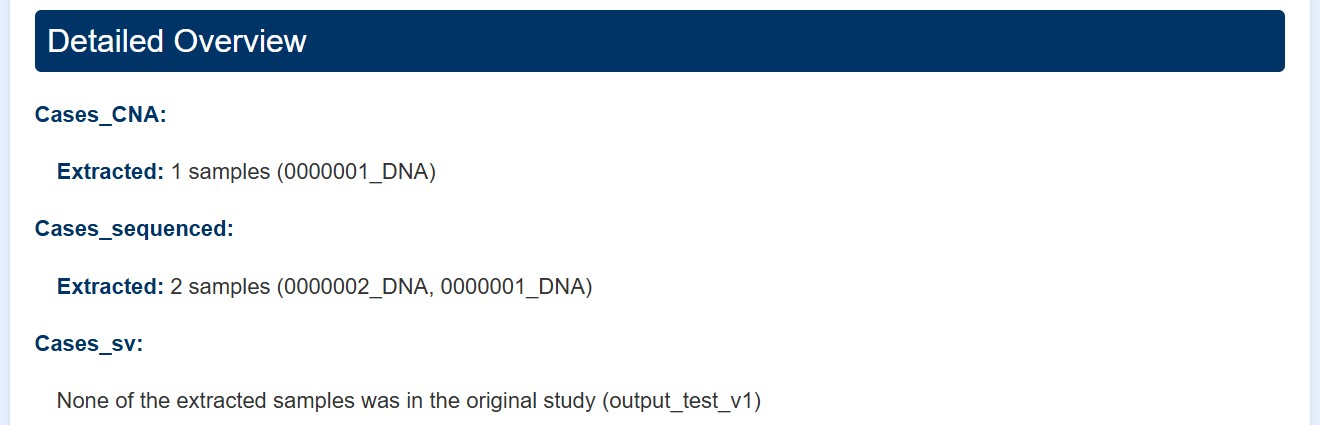 Detailed Overview
Cases_CNA:
Extracted: 1 samples (0000001_DNA)
Cases_sequenced:
Extracted: 2 samples (0000002_DNA, 0000001_DNA)
Cases_sv:
None of the extracted samples was in the original study (output_test_v1)